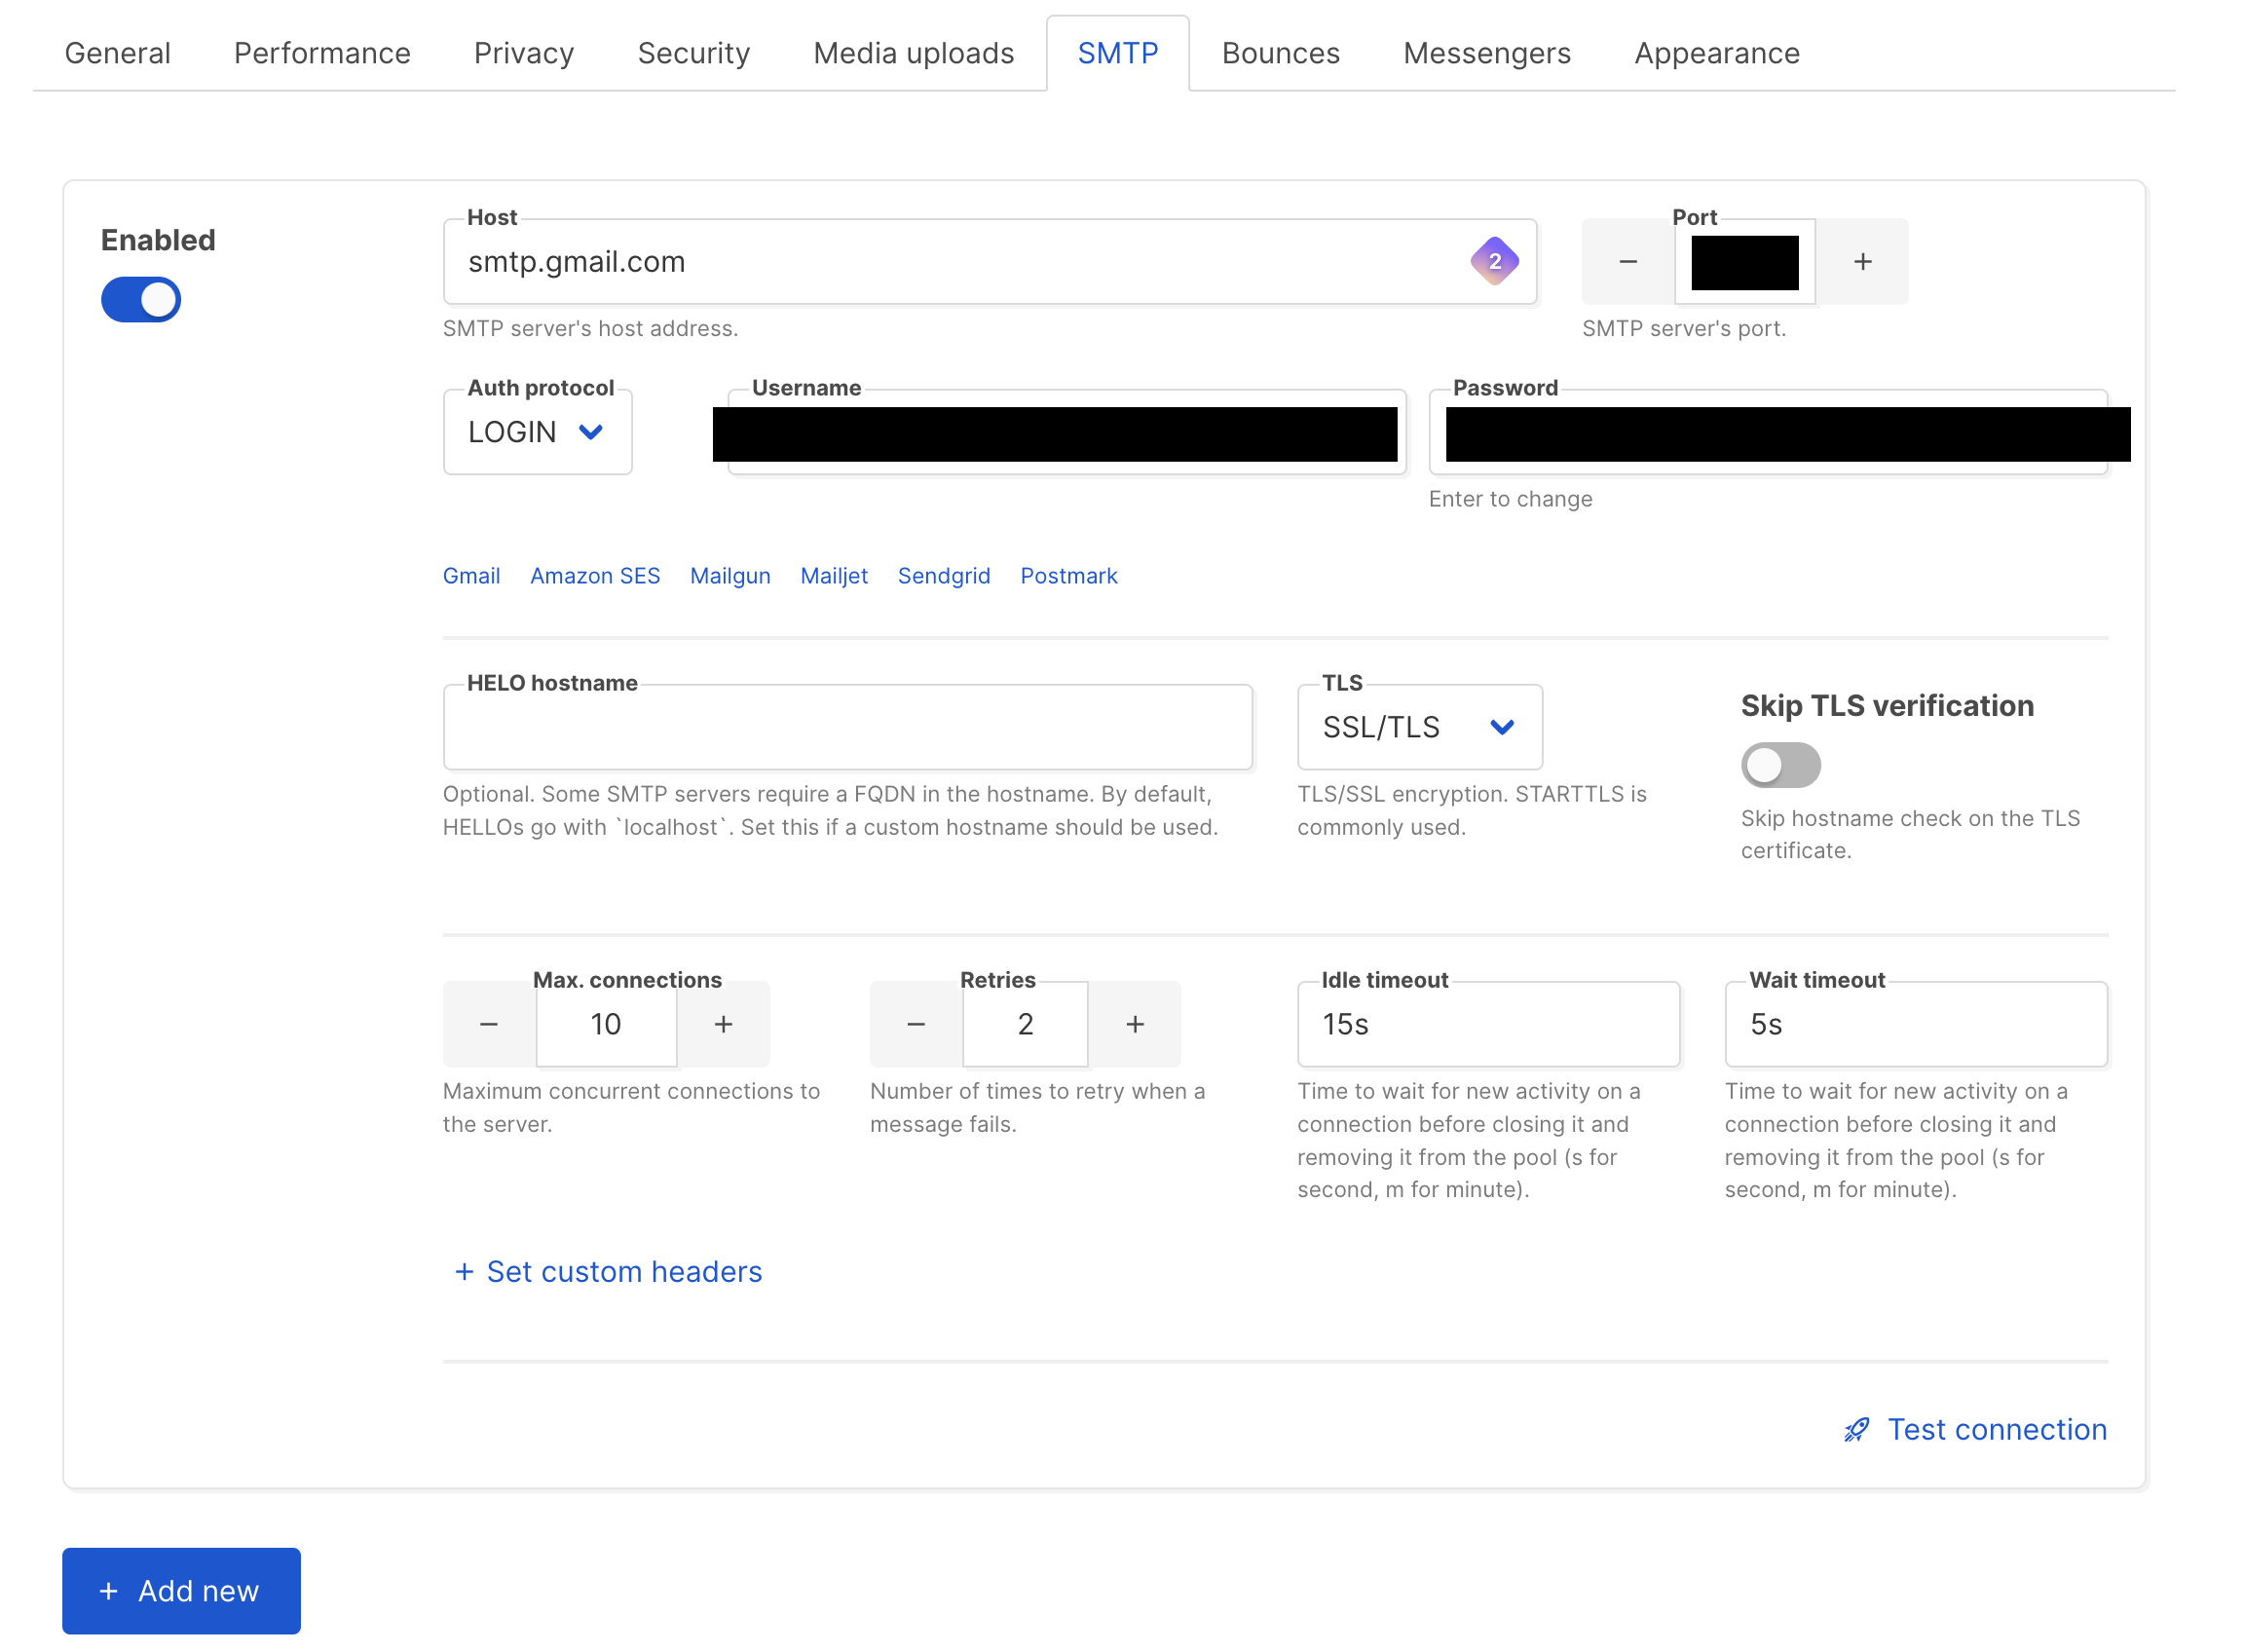 General Performance Privacy Security Media uploads SMTP Bounces Messengers Appearance
Enabled
Host
smtp.gmail.com
2
SMTP server's host address.
Port
− +
SMTP server's port.
Auth protocol
LOGIN
Username
Password
Enter to change
Gmail Amazon SES Mailgun Mailjet Sendgrid Postmark
HELO hostname
Optional. Some SMTP servers require a FQDN in the hostname. By default,
HELLOs go with `localhost`. Set this if a custom hostname should be used.
TLS
SSL/TLS
TLS/SSL encryption. STARTTLS is
commonly used.
Skip TLS verification
Skip hostname check on the TLS
certificate.
Max. connections
− 10 +
Maximum concurrent connections to
the server.
Retries
− 2 +
Number of times to retry when a
message fails.
Idle timeout
15s
Time to wait for new activity on a
connection before closing it and
removing it from the pool (s for
second, m for minute).
Wait timeout
5s
Time to wait for new activity on a
connection before closing it and
removing it from the pool (s for
second, m for minute).
+ Set custom headers
Test connection
+ Add new